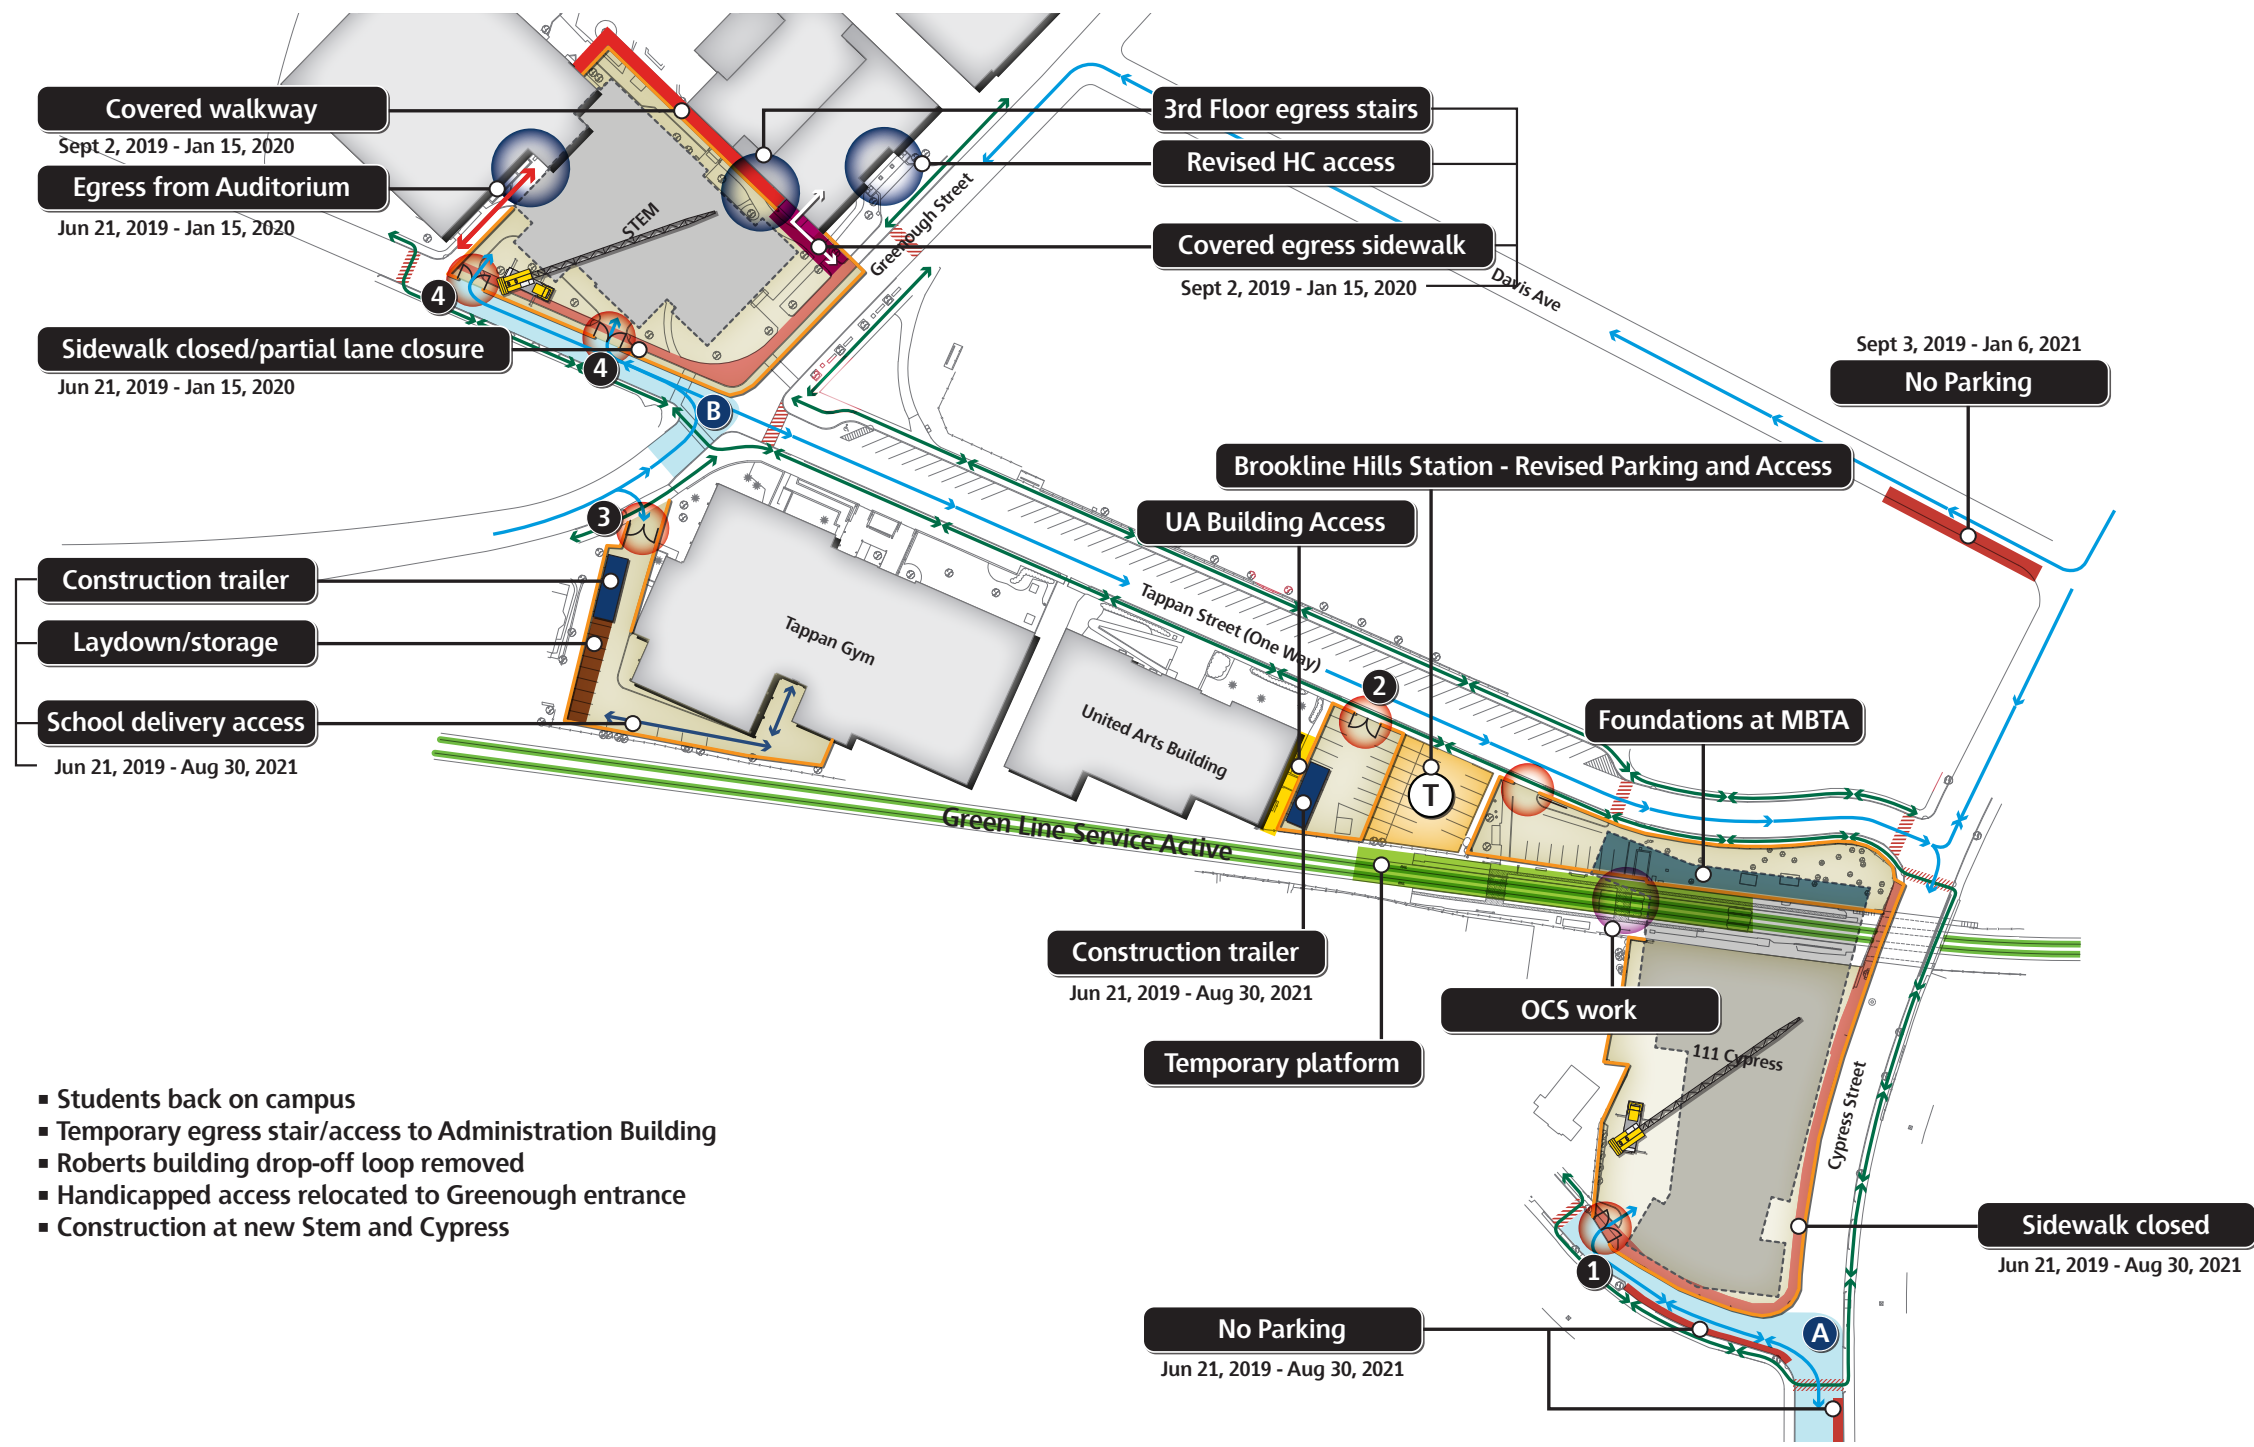 Covered walkway
Sept 2, 2019 - Jan 15, 2020
Egress from Auditorium
Jun 21, 2019 - Jan 15, 2020
3rd Floor egress stairs
Revised HC access
Covered egress sidewalk
Sept 2, 2019 - Jan 15, 2020
STEM
Greenough Street
Davis Ave
4
Sidewalk closed/partial lane closure
Jun 21, 2019 - Jan 15, 2020
4
B
Sept 3, 2019 - Jan 6, 2021
No Parking
Brookline Hills Station - Revised Parking and Access
UA Building Access
3
Construction trailer
Laydown/storage
School delivery access
Jun 21, 2019 - Aug 30, 2021
Tappan Gym
Tappan Street (One Way)
United Arts Building
2
Foundations at MBTA
T
Green Line Service Active
Construction trailer
Jun 21, 2019 - Aug 30, 2021
OCS work
Temporary platform
111 Cypress
Cypress Street
▪ Students back on campus
▪ Temporary egress stair/access to Administration Building
▪ Roberts building drop-off loop removed
▪ Handicapped access relocated to Greenough entrance
▪ Construction at new Stem and Cypress
Sidewalk closed
Jun 21, 2019 - Aug 30, 2021
1
No Parking
Jun 21, 2019 - Aug 30, 2021
A